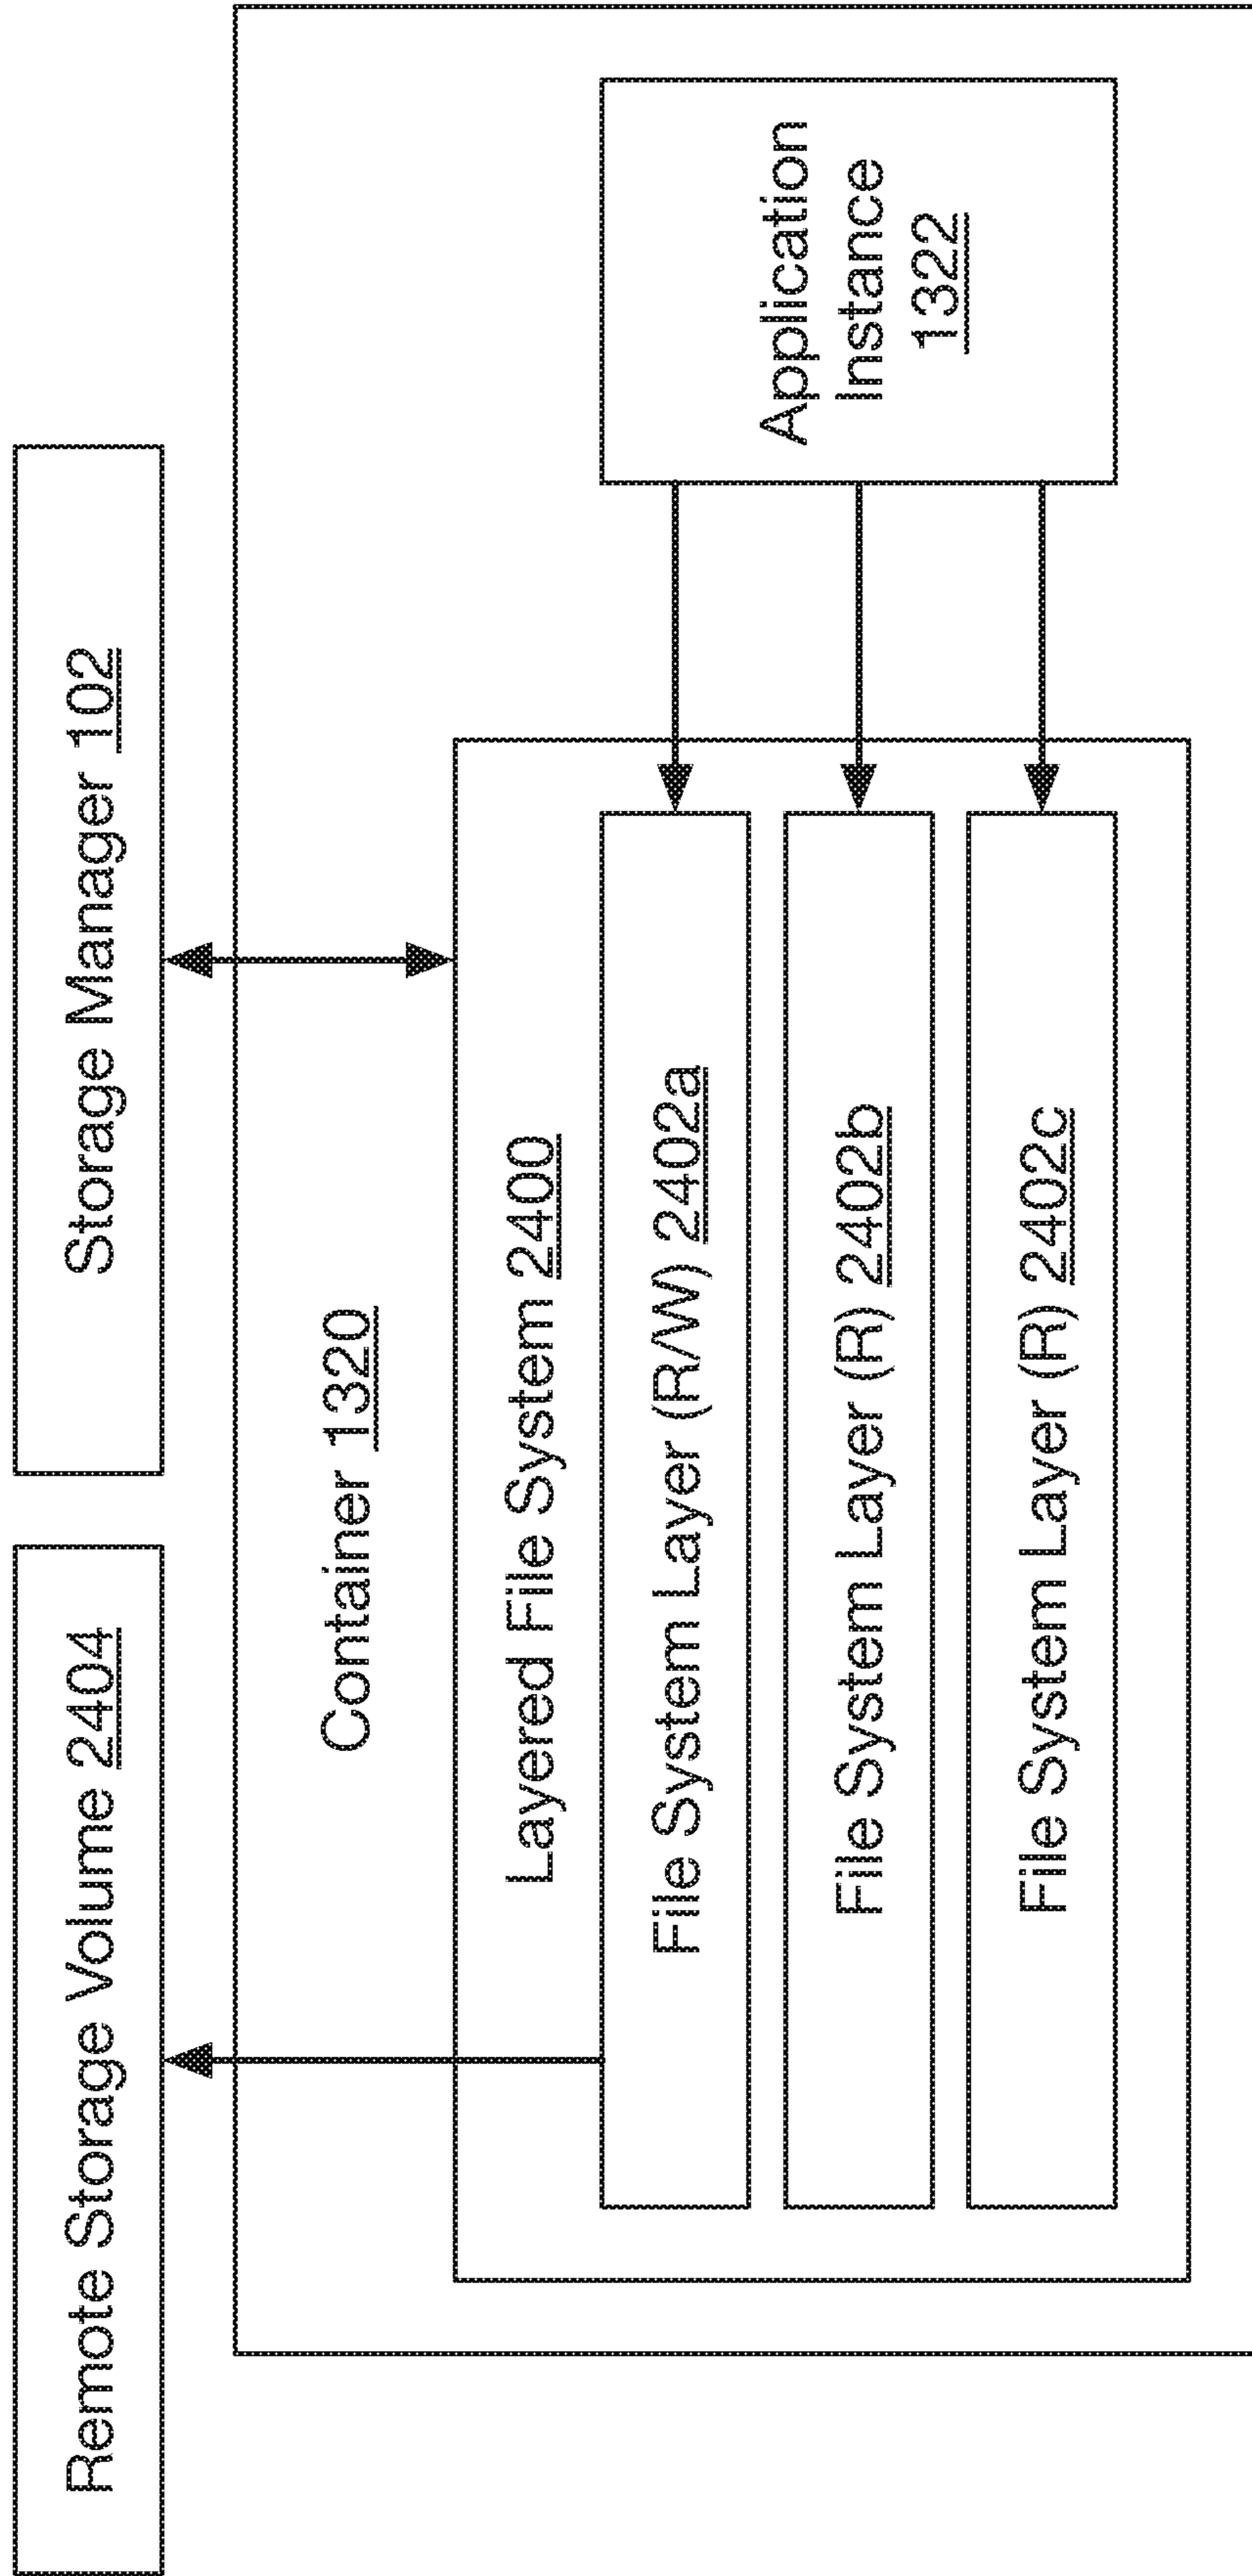 Remote Storage Volume 2404
Storage Manager 102
Container 1320
Layered File System 2400
File System Layer (R/W) 2402a
File System Layer (R) 2402b
File System Layer (R) 2402c
Application
Instance
1322